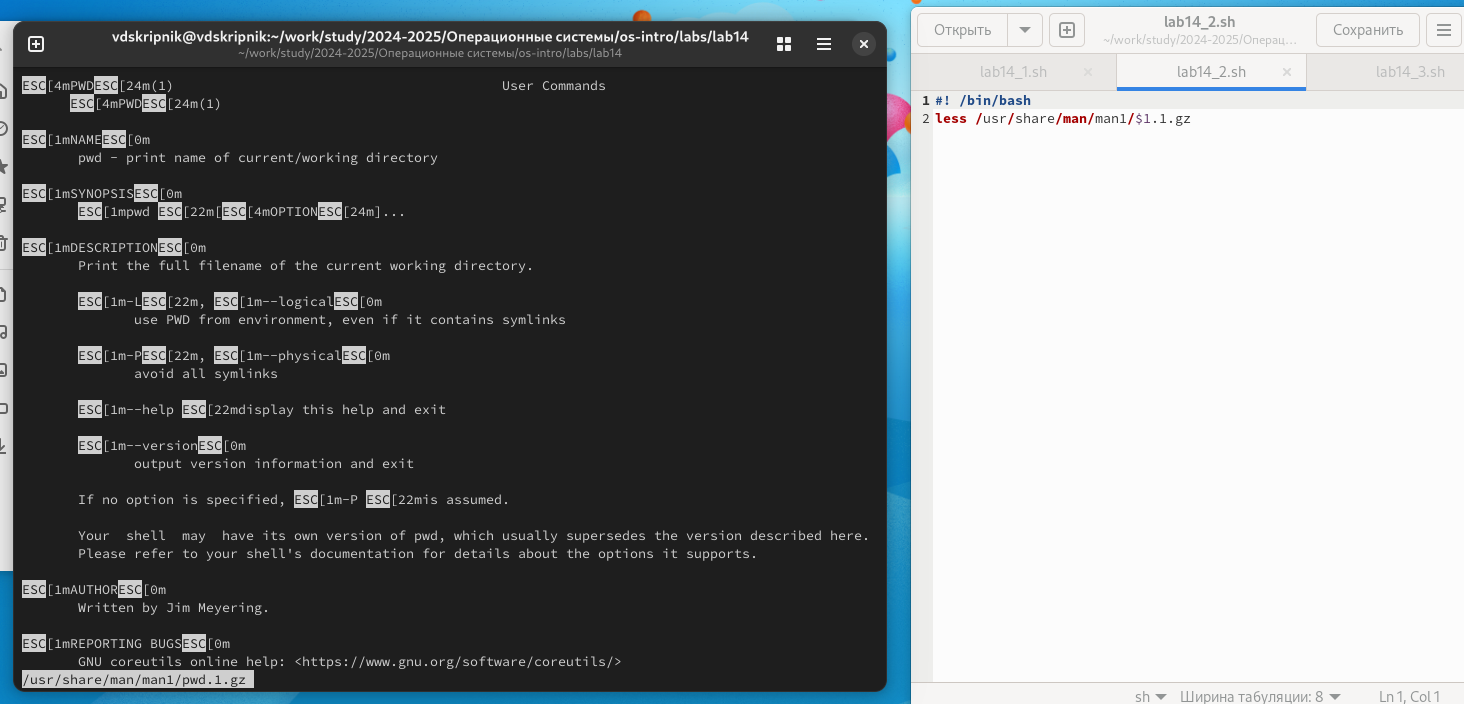 vdskripnik@vdskripnik:~/work/study/2024-2025/Операционные системы/os-intro/labs/lab14
~/work/study/2024-2025/Операционные системы/os-intro/labs/lab14
ESC[4mPWDESC[24m(1) User Commands
ESC[4mPWDESC[24m(1)
ESC[1mNAMEESC[0m
pwd - print name of current/working directory
ESC[1mSYNOPSISESC[0m
ESC[1mpwd ESC[22m[ESC[4mOPTIONESC[24m]...
ESC[1mDESCRIPTIONESC[0m
Print the full filename of the current working directory.
ESC[1m-LESC[22m, ESC[1m--logicalESC[0m
use PWD from environment, even if it contains symlinks
ESC[1m-PESC[22m, ESC[1m--physicalESC[0m
avoid all symlinks
ESC[1m--help ESC[22mdisplay this help and exit
ESC[1m--versionESC[0m
output version information and exit
If no option is specified, ESC[1m-P ESC[22mis assumed.
Your  shell  may  have its own version of pwd, which usually supersedes the version described here.
Please refer to your shell's documentation for details about the options it supports.
ESC[1mAUTHORESC[0m
Written by Jim Meyering.
ESC[1mREPORTING BUGSESC[0m
GNU coreutils online help: <https://www.gnu.org/software/coreutils/>
/usr/share/man/man1/pwd.1.gz
Открыть
lab14_2.sh
~/work/study/2024-2025/Операц...
Сохранить
lab14_1.sh × lab14_2.sh × lab14_3.sh
1 #! /bin/bash
2 less /usr/share/man/man1/$1.1.gz
sh Ширина табуляции: 8 Ln 1, Col 1